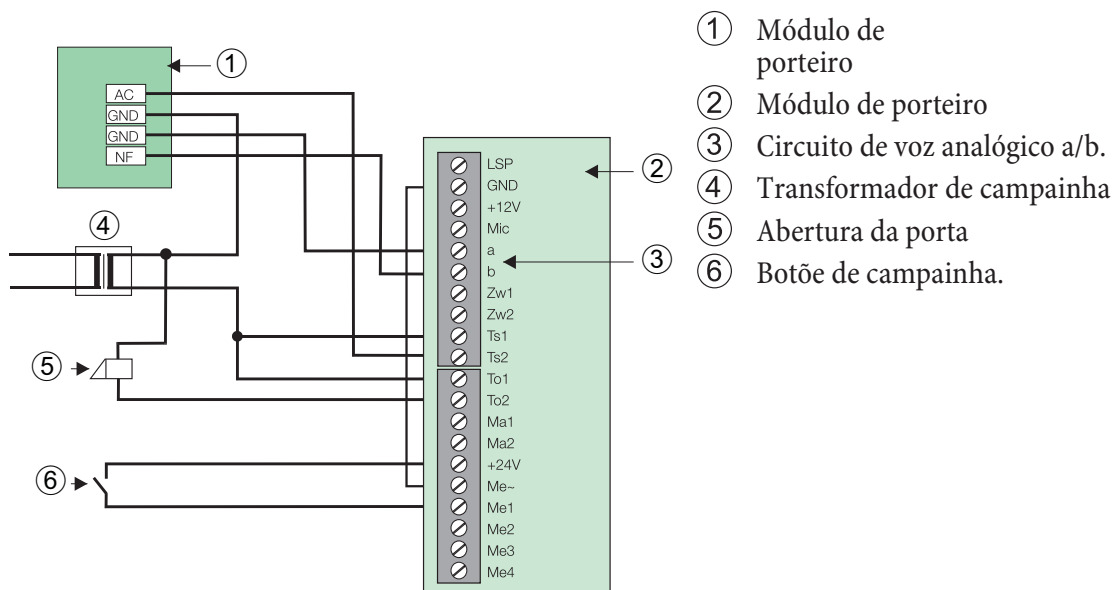 1
AC
GND
GND
NF
4
5
6
LSP
GND
+12V
Mic
a
b
Zw1
Zw2
Ts1
Ts2
To1
To2
Ma1
Ma2
+24V
Me~
Me1
Me2
Me3
Me4
2
3
1 Módulo de
porteiro
2 Módulo de porteiro
3 Circuito de voz analógico a/b.
4 Transformador de campainha
5 Abertura da porta
6 Botõe de campainha.